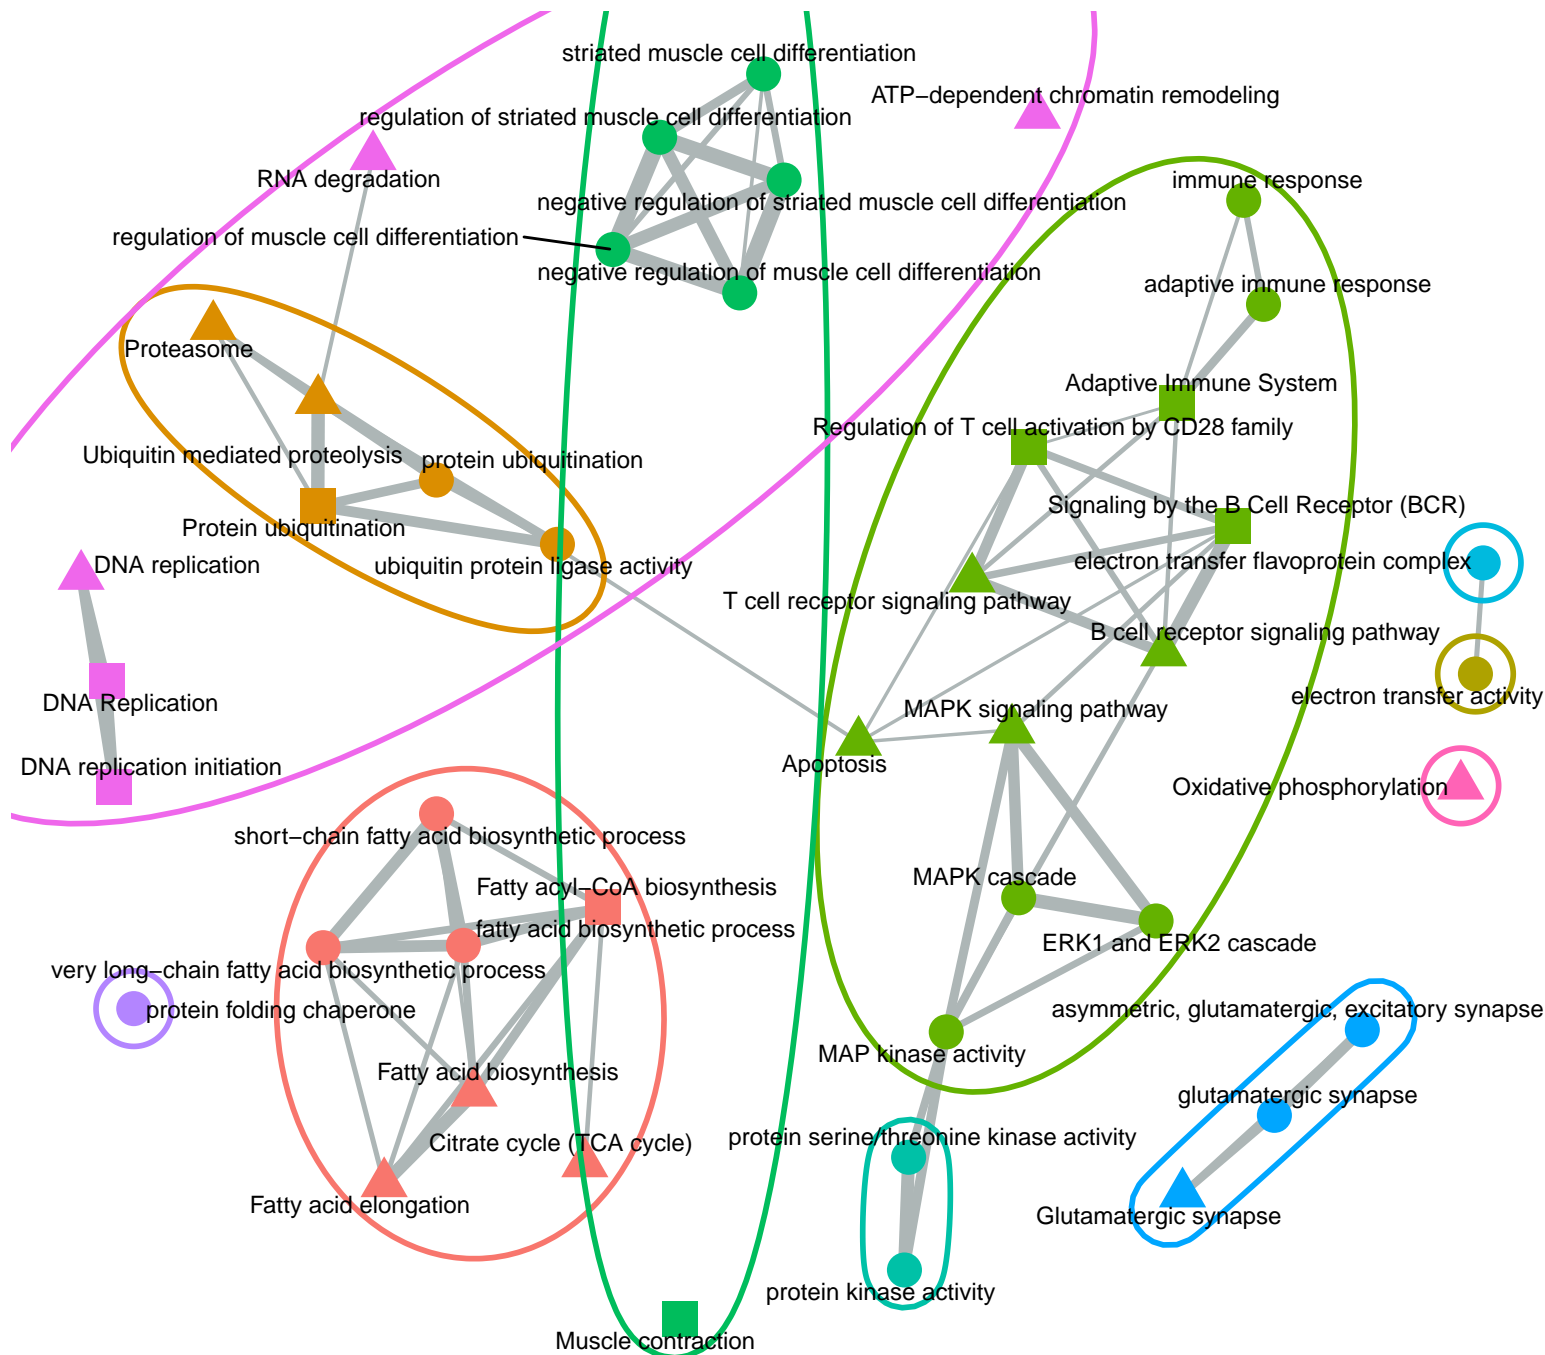 striated muscle cell differentiation
ATP−dependent chromatin remodeling
regulation of striated muscle cell differentiation
RNA degradation
immune response
negative regulation of striated muscle cell differentiation
regulation of muscle cell differentiation
negative regulation of muscle cell differentiation
adaptive immune response
Proteasome
Adaptive Immune System
Regulation of T cell activation by CD28 family
Ubiquitin mediated proteolysis
protein ubiquitination
Signaling by the B Cell Receptor (BCR)
Protein ubiquitination
electron transfer flavoprotein complex
DNA replication
ubiquitin protein ligase activity
T cell receptor signaling pathway
B cell receptor signaling pathway
electron transfer activity
DNA Replication
MAPK signaling pathway
Apoptosis
DNA replication initiation
Oxidative phosphorylation
short−chain fatty acid biosynthetic process
MAPK cascade
Fatty acyl−CoA biosynthesis
fatty acid biosynthetic process
ERK1 and ERK2 cascade
very long−chain fatty acid biosynthetic process
protein folding chaperone
asymmetric, glutamatergic, excitatory synapse
MAP kinase activity
Fatty acid biosynthesis
glutamatergic synapse
protein serine/threonine kinase activity
Citrate cycle (TCA cycle)
Fatty acid elongation
Glutamatergic synapse
protein kinase activity
Muscle contraction